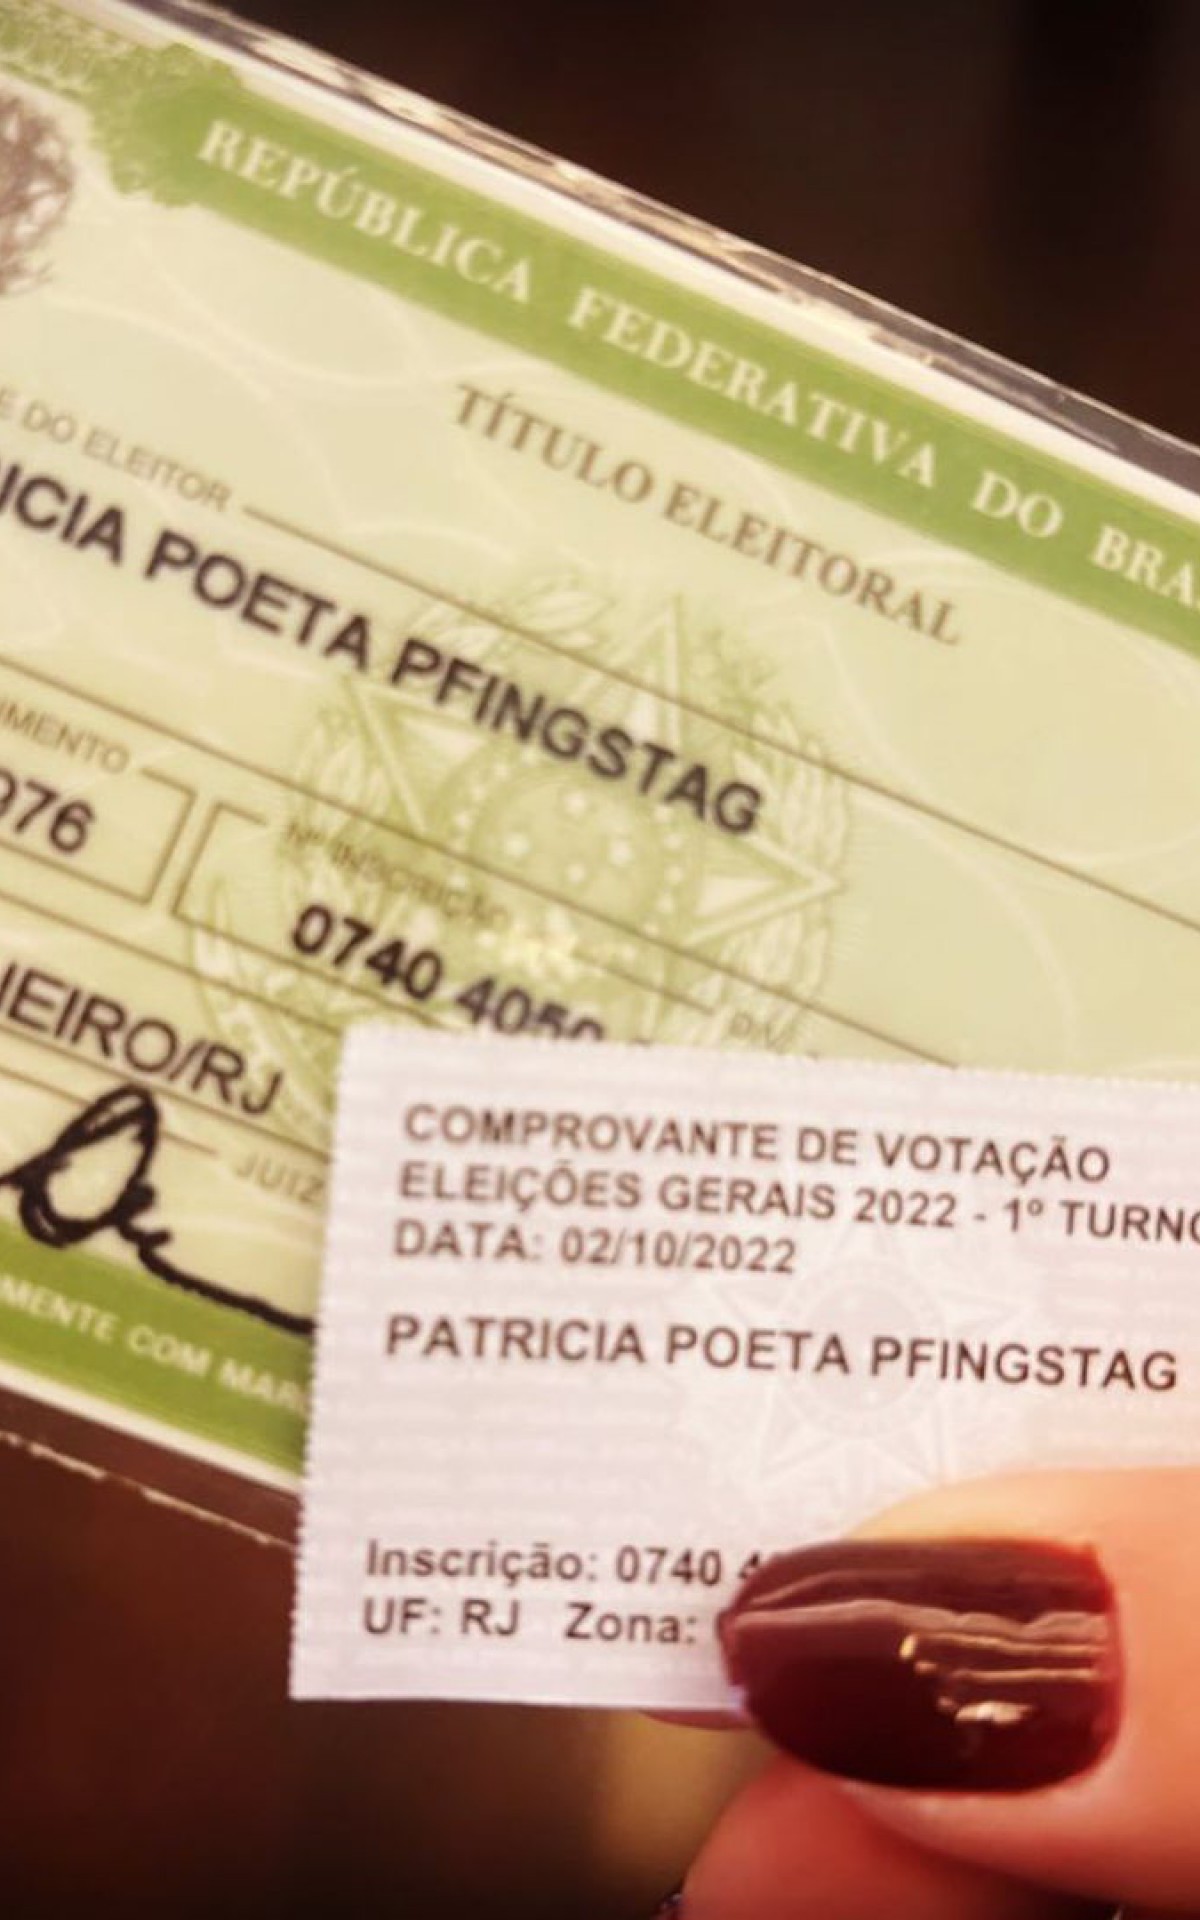 REPÚBLICA FEDERATIVA DO BRA
TÍTULO ELEITORAL
E DO ELEITOR
ICIA POETA PFINGSTAG
IMENTO
976
Nº INSCRIÇÃO
0740 4050
JUIZ
IEIRO/RJ
MENTE COM MAR
COMPROVANTE DE VOTAÇÃO
ELEIÇÕES GERAIS 2022 - 1º TURNO
DATA: 02/10/2022
PATRICIA POETA PFINGSTAG
Inscrição: 0740 4
UF: RJ Zona: